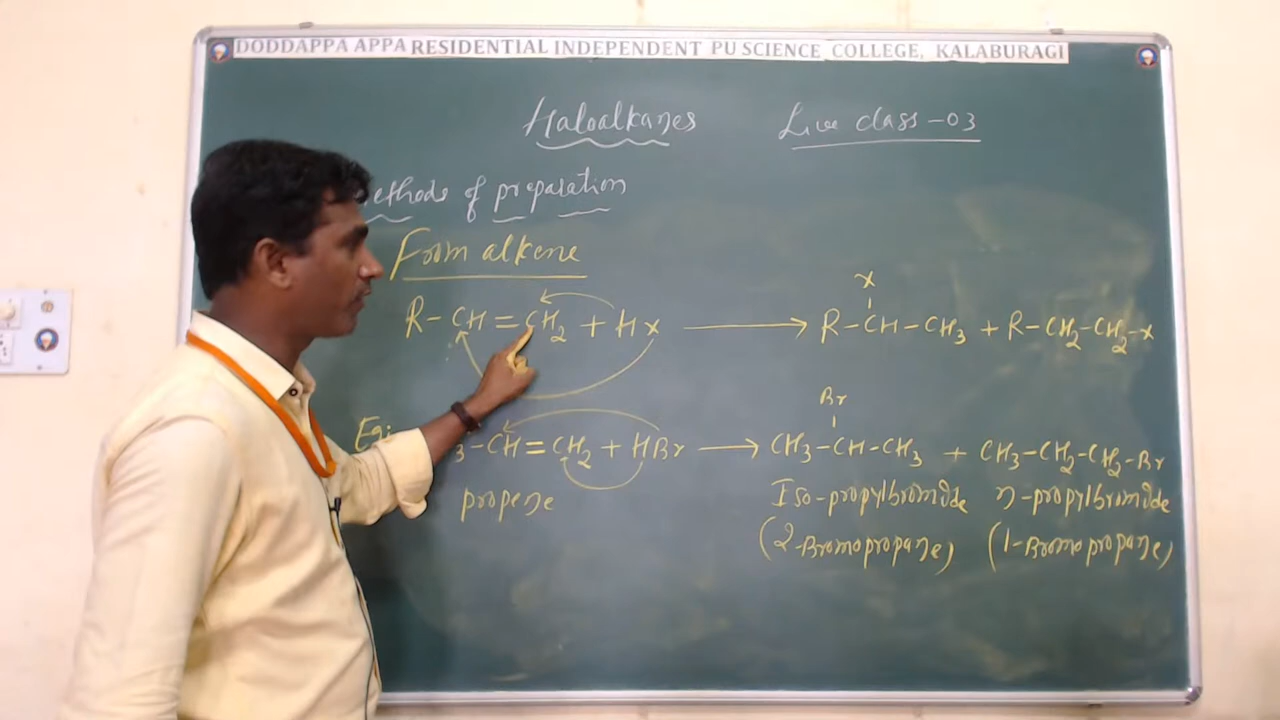 DODDAPPA APPA RESIDENTIAL INDEPENDENT PU SCIENCE COLLEGE, KALABURAGI
Haloalkanes Live class-03
ethods of preparation
From alkene
R-CH=CH₂ + Hx ⟶ R-CH-CH₃ + R-CH₂-CH₂-x
x
Br
Eg: 3-CH=CH₂ + HBr ⟶ CH₃-CH-CH₃ + CH₃-CH₂-CH₂-Br
propene Iso-propylbromide n-propylbromide
(2-Bromopropane) (1-Bromopropane)